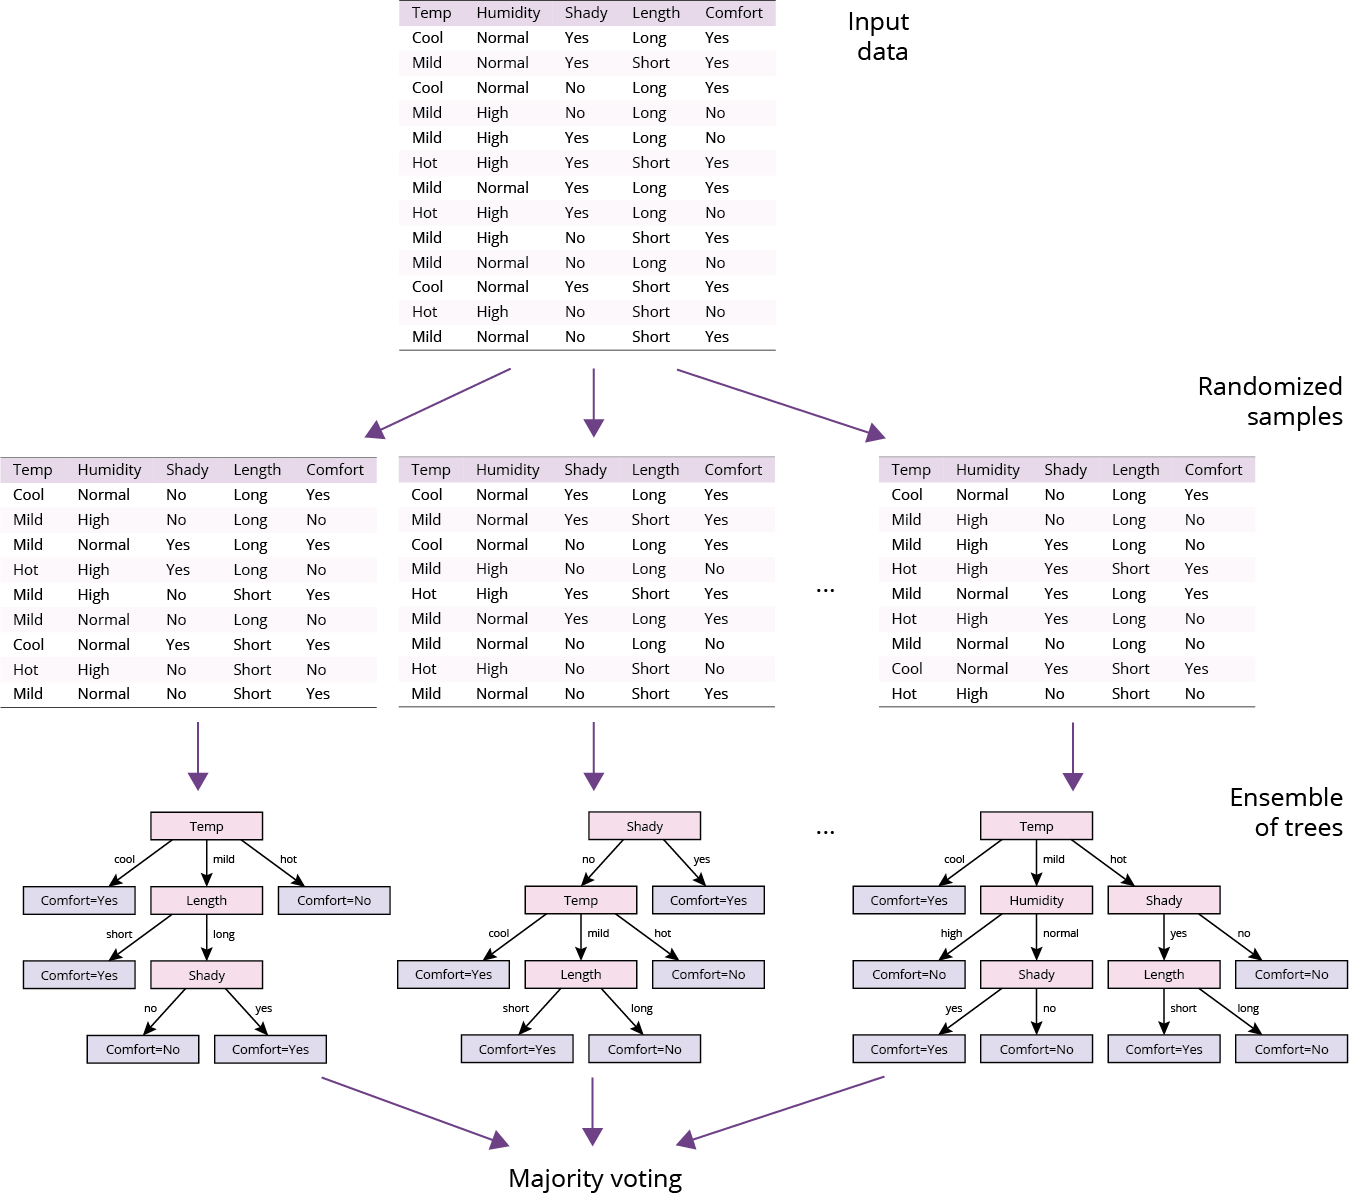 Temp Humidity Shady Length Comfort
Cool Normal Yes Long Yes
Mild Normal Yes Short Yes
Cool Normal No Long Yes
Mild High No Long No
Mild High Yes Long No
Hot High Yes Short Yes
Mild Normal Yes Long Yes
Hot High Yes Long No
Mild High No Short Yes
Mild Normal No Long No
Cool Normal Yes Short Yes
Hot High No Short No
Mild Normal No Short Yes
Input
data
Randomized
samples
Temp Humidity Shady Length Comfort
Cool Normal No Long Yes
Mild High No Long No
Mild Normal Yes Long Yes
Hot High Yes Long No
Mild High No Short Yes
Mild Normal No Long No
Cool Normal Yes Short Yes
Hot High No Short No
Mild Normal No Short Yes
Temp Humidity Shady Length Comfort
Cool Normal Yes Long Yes
Mild Normal Yes Short Yes
Cool Normal No Long Yes
Mild High No Long No
Hot High Yes Short Yes
Mild Normal Yes Long Yes
Mild Normal No Long No
Hot High No Short No
Mild Normal No Short Yes
...
Temp Humidity Shady Length Comfort
Cool Normal No Long Yes
Mild High No Long No
Mild High Yes Long No
Hot High Yes Short Yes
Mild Normal Yes Long Yes
Hot High Yes Long No
Mild Normal No Long No
Cool Normal Yes Short Yes
Hot High No Short No
Ensemble
of trees
Temp
cool mild hot
Comfort=Yes Length Comfort=No
short long
Comfort=Yes Shady
no yes
Comfort=No Comfort=Yes
Shady
no yes
Temp Comfort=Yes
cool mild hot
Comfort=Yes Length Comfort=No
short long
Comfort=Yes Comfort=No
...
Temp
cool mild hot
Comfort=Yes Humidity Shady
high normal yes no
Comfort=No Shady Length Comfort=No
yes no short long
Comfort=Yes Comfort=No Comfort=Yes Comfort=No
Majority voting